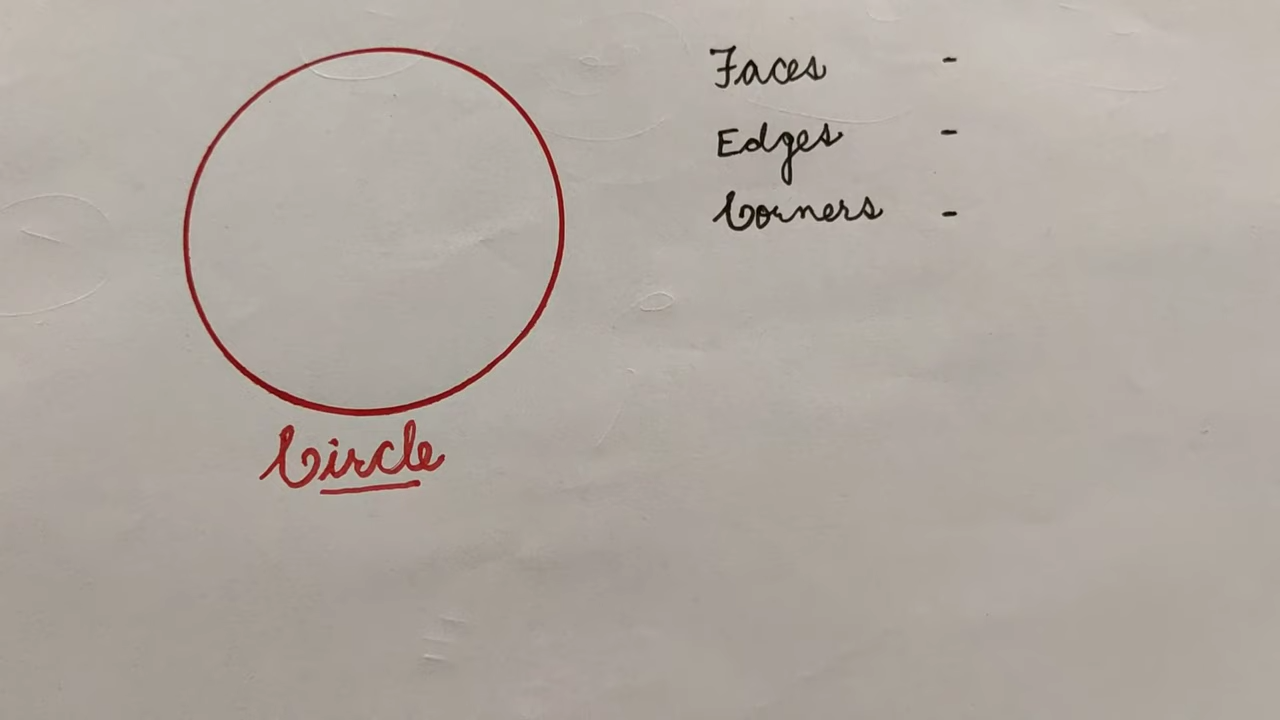 Faces -
Edges -
Corners -
Circle